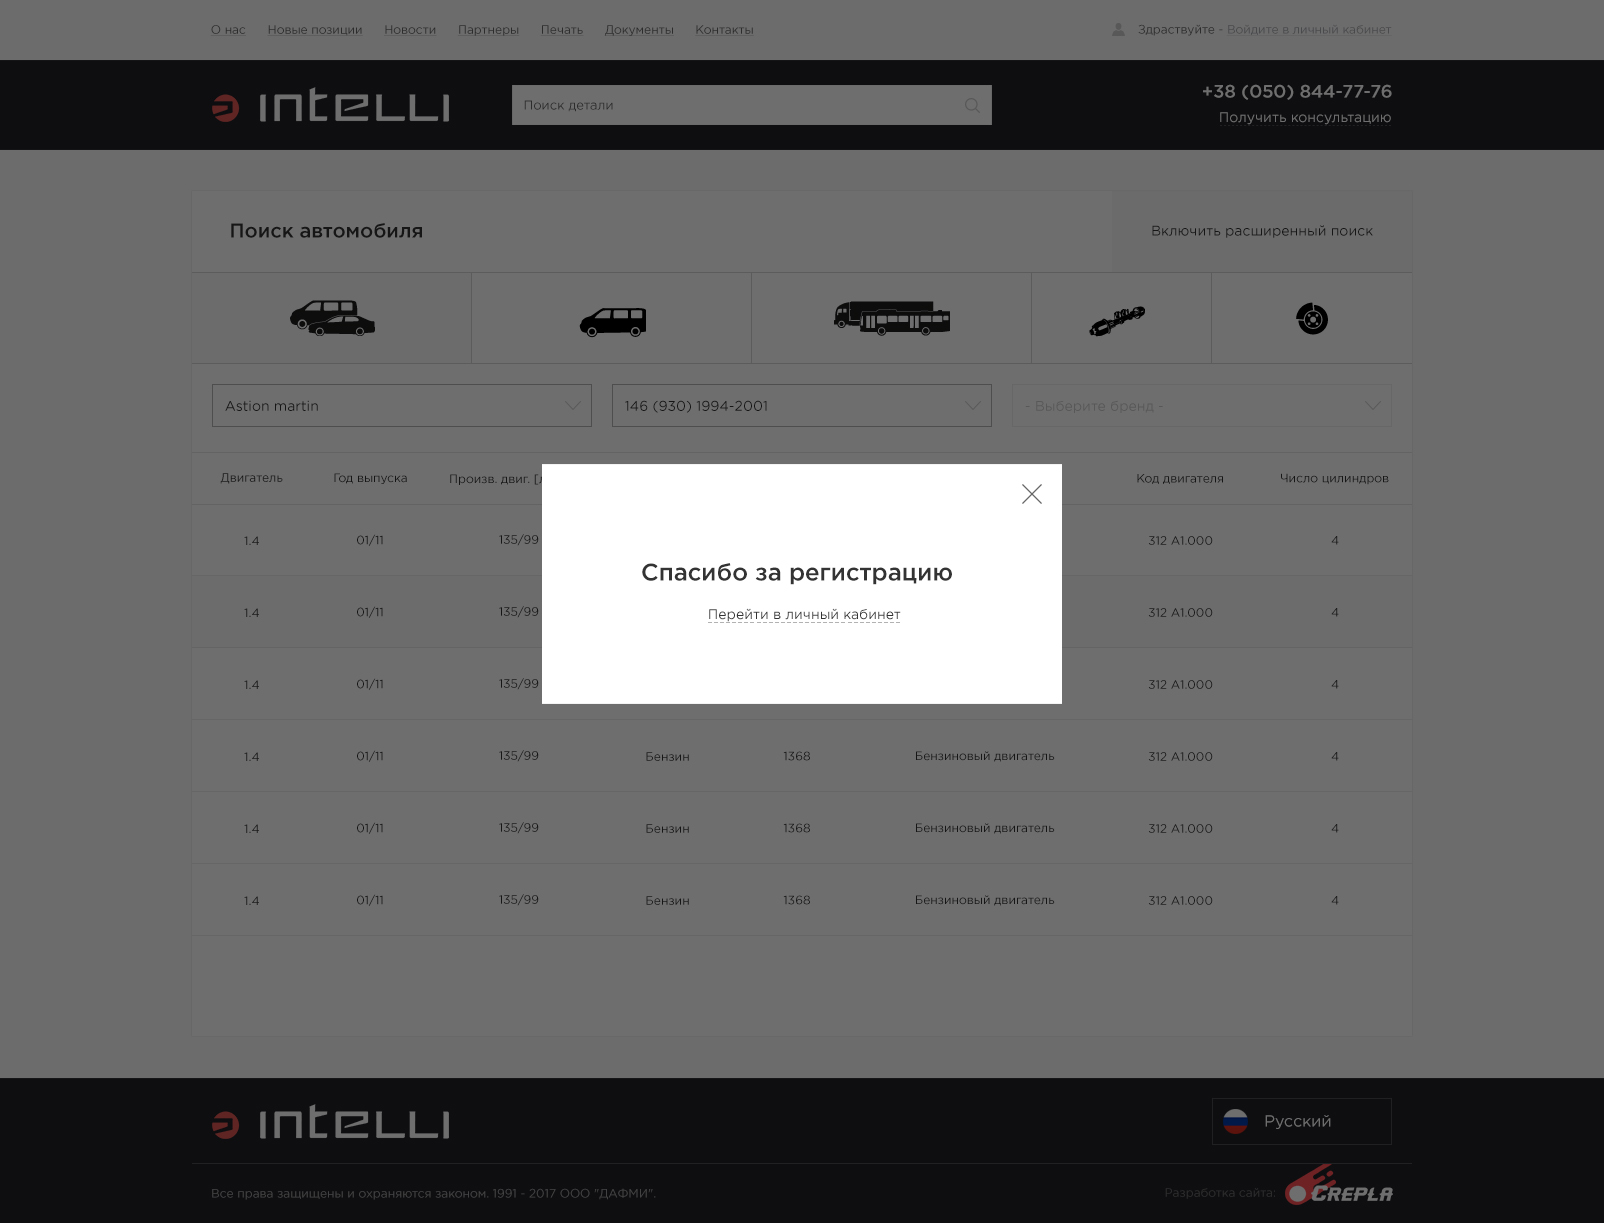 О нас Новые позиции Новости Партнеры Печать Документы Контакты Здраствуйте - Войдите в личный кабинет
INTELLI Поиск детали +38 (050) 844-77-76
Получить консультацию
Поиск автомобиля Включить расширенный поиск
Astion martin 146 (930) 1994-2001 - Выберите бренд -
Двигатель Год выпуска Произв. двиг. Код двигателя Число цилиндров
1.4 01/11 135/99 312 A1.000 4
1.4 01/11 135/99 312 A1.000 4
1.4 01/11 135/99 312 A1.000 4
Спасибо за регистрацию
Перейти в личный кабинет
1.4 01/11 135/99 Бензин 1368 Бензиновый двигатель 312 A1.000 4
1.4 01/11 135/99 Бензин 1368 Бензиновый двигатель 312 A1.000 4
1.4 01/11 135/99 Бензин 1368 Бензиновый двигатель 312 A1.000 4
INTELLI Русский
Все права защищены и охраняются законом. 1991 - 2017 ООО "ДАФМИ". Разработка сайта: CREPLA